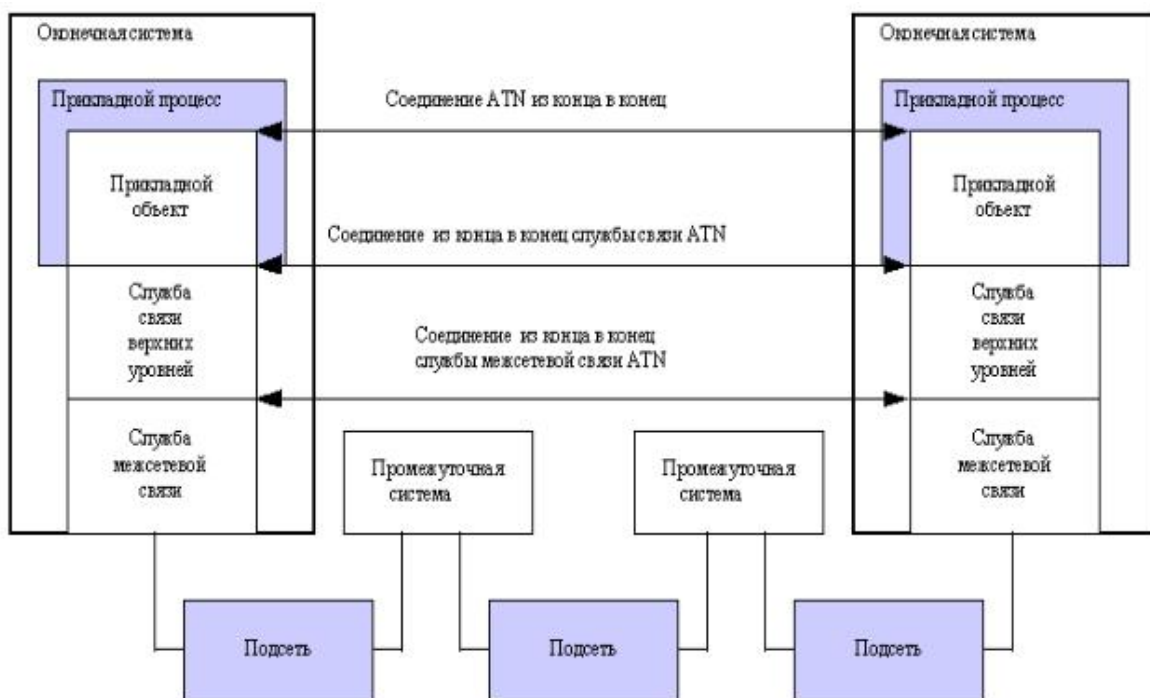 Оконечная система
Оконечная система
Прикладной процесс
Соединение ATN из конца в конец
Прикладной процесс
Прикладной
объект
Прикладной
объект
Соединение из конца в конец службы связи ATN
Служба
связи
верхних
уровней
Соединение из конца в конец
службы межсетевой связи ATN
Служба
связи
верхних
уровней
Служба
межсетевой
связи
Промежуточная
система
Промежуточная
система
Служба
межсетевой
связи
Подсеть
Подсеть
Подсеть